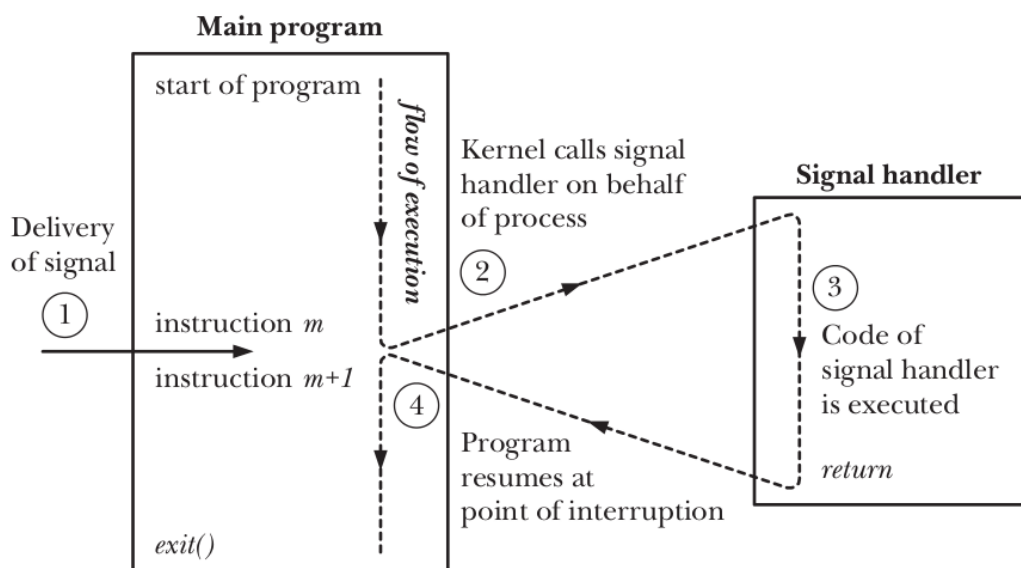 Main program
start of program
flow of execution
Kernel calls signal
handler on behalf
of process
Signal handler
Delivery
of signal
1
2
3
instruction m
instruction m+1
Code of
signal handler
is executed
4
Program
resumes at
point of interruption
return
exit()